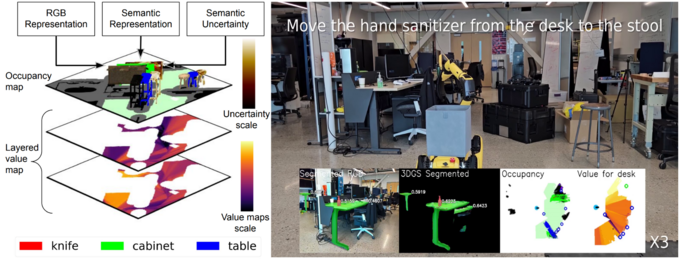 RGB
Representation
Semantic
Representation
Semantic
Uncertainty
Occupancy
map
Uncertainty
scale
Layered
value
map
Value maps
scale
knife
cabinet
table
Move the hand sanitizer from the desk to the stool
Segmented RGB
3DGS Segmented
Occupancy
Value for desk
0.5919
0.6423
X3